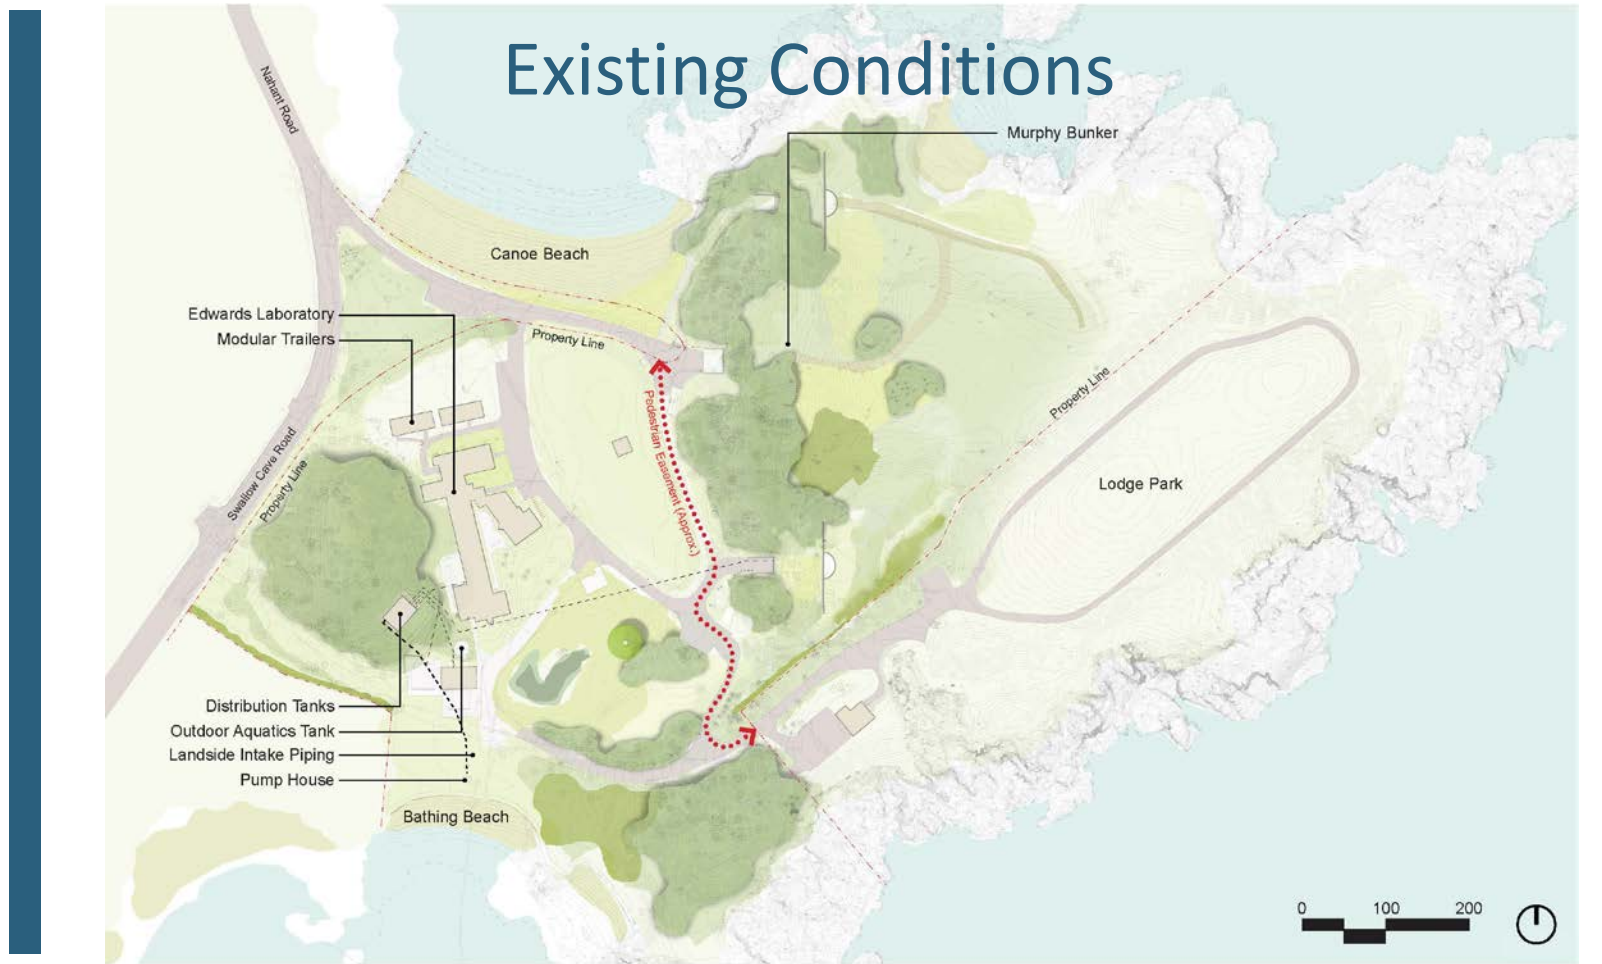 Existing Conditions
Nahant Road
Murphy Bunker
Canoe Beach
Edwards Laboratory
Modular Trailers
Property Line
Property Line
Pedestrian Easement (Approx.)
Swallow Cave Road
Property Line
Lodge Park
Distribution Tanks
Outdoor Aquatics Tank
Landside Intake Piping
Pump House
Bathing Beach
0 100 200